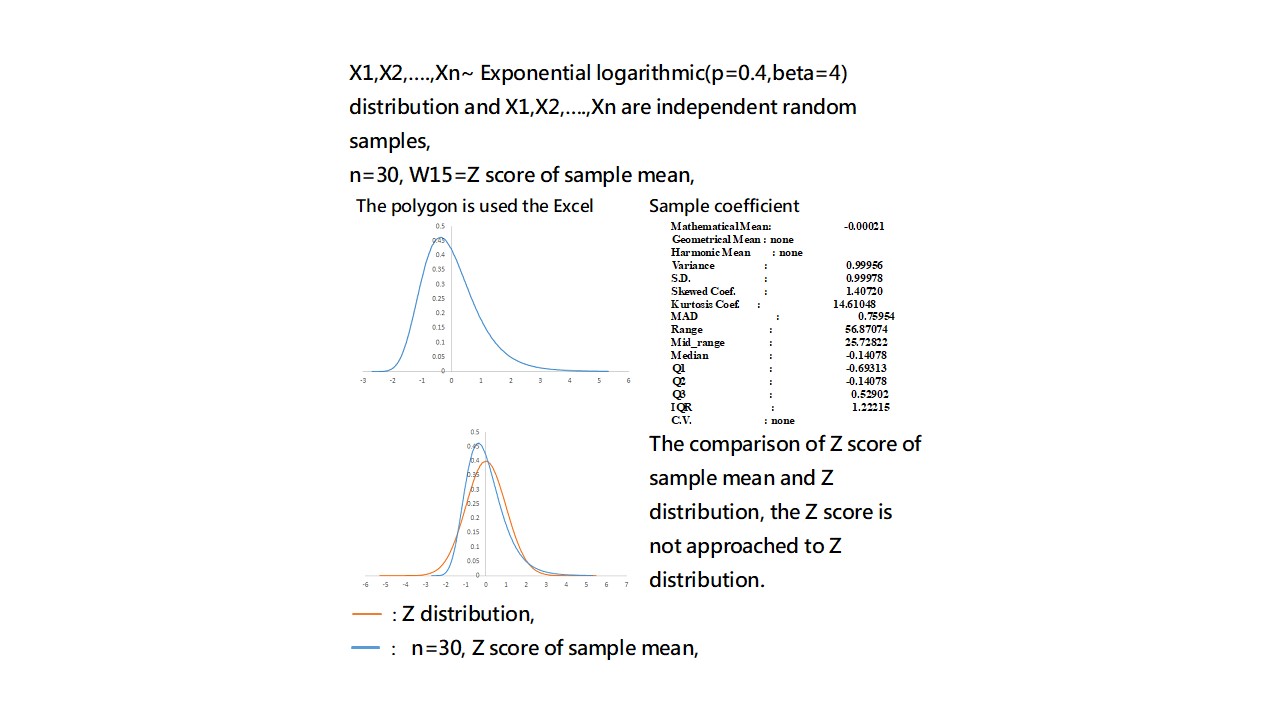 X1,X2,....,Xn~ Exponential logarithmic(p=0.4,beta=4)
distribution and X1,X2,....,Xn are independent random
samples,
n=30, W15=Z score of sample mean,
The polygon is used the Excel
0.5
0.45
0.4
0.35
0.3
0.25
0.2
0.15
0.1
0.05
0
-3 -2 -1 0 1 2 3 4 5 6
Sample coefficient
Mathematical Mean: -0.00021
Geometrical Mean : none
Harmonic Mean : none
Variance : 0.99956
S.D. : 0.99978
Skewed Coef. : 1.40720
Kurtosis Coef. : 14.61048
MAD : 0.75954
Range : 56.87074
Mid_range : 25.72822
Median : -0.14078
Q1 : -0.69313
Q2 : -0.14078
Q3 : 0.52902
IQR : 1.22215
C.V. : none
0.5
0.45
0.4
0.35
0.3
0.25
0.2
0.15
0.1
0.05
0
-6 -5 -4 -3 -2 -1 0 1 2 3 4 5 6 7
The comparison of Z score of
sample mean and Z
distribution, the Z score is
not approached to Z
distribution.
: Z distribution,
: n=30, Z score of sample mean,